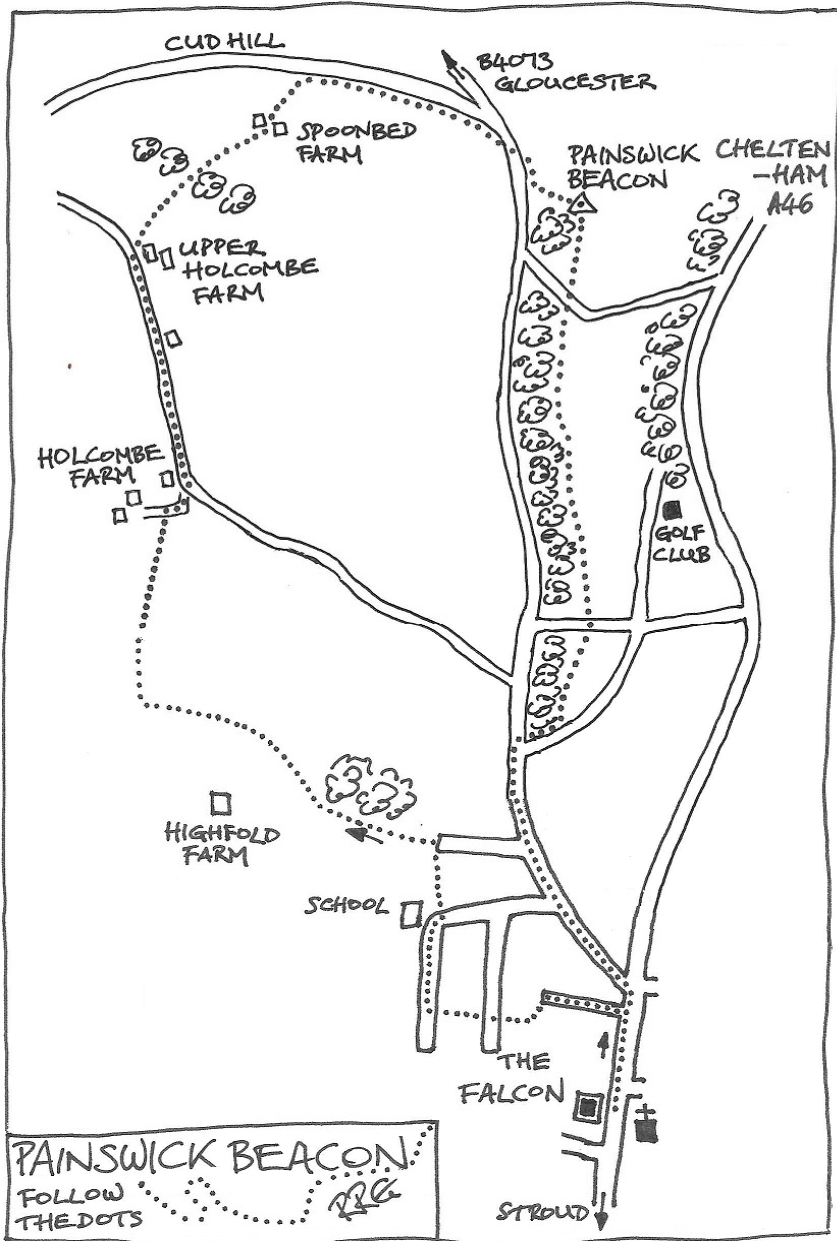 CUD HILL
B4073
GLOUCESTER
SPOONBED
FARM
PAINSWICK
BEACON
CHELTEN
-HAM
A46
UPPER
HOLCOMBE
FARM
HOLCOMBE
FARM
GOLF
CLUB
HIGHFOLD
FARM
SCHOOL
THE
FALCON
STROUD
PAINSWICK BEACON
FOLLOW
THE DOTS